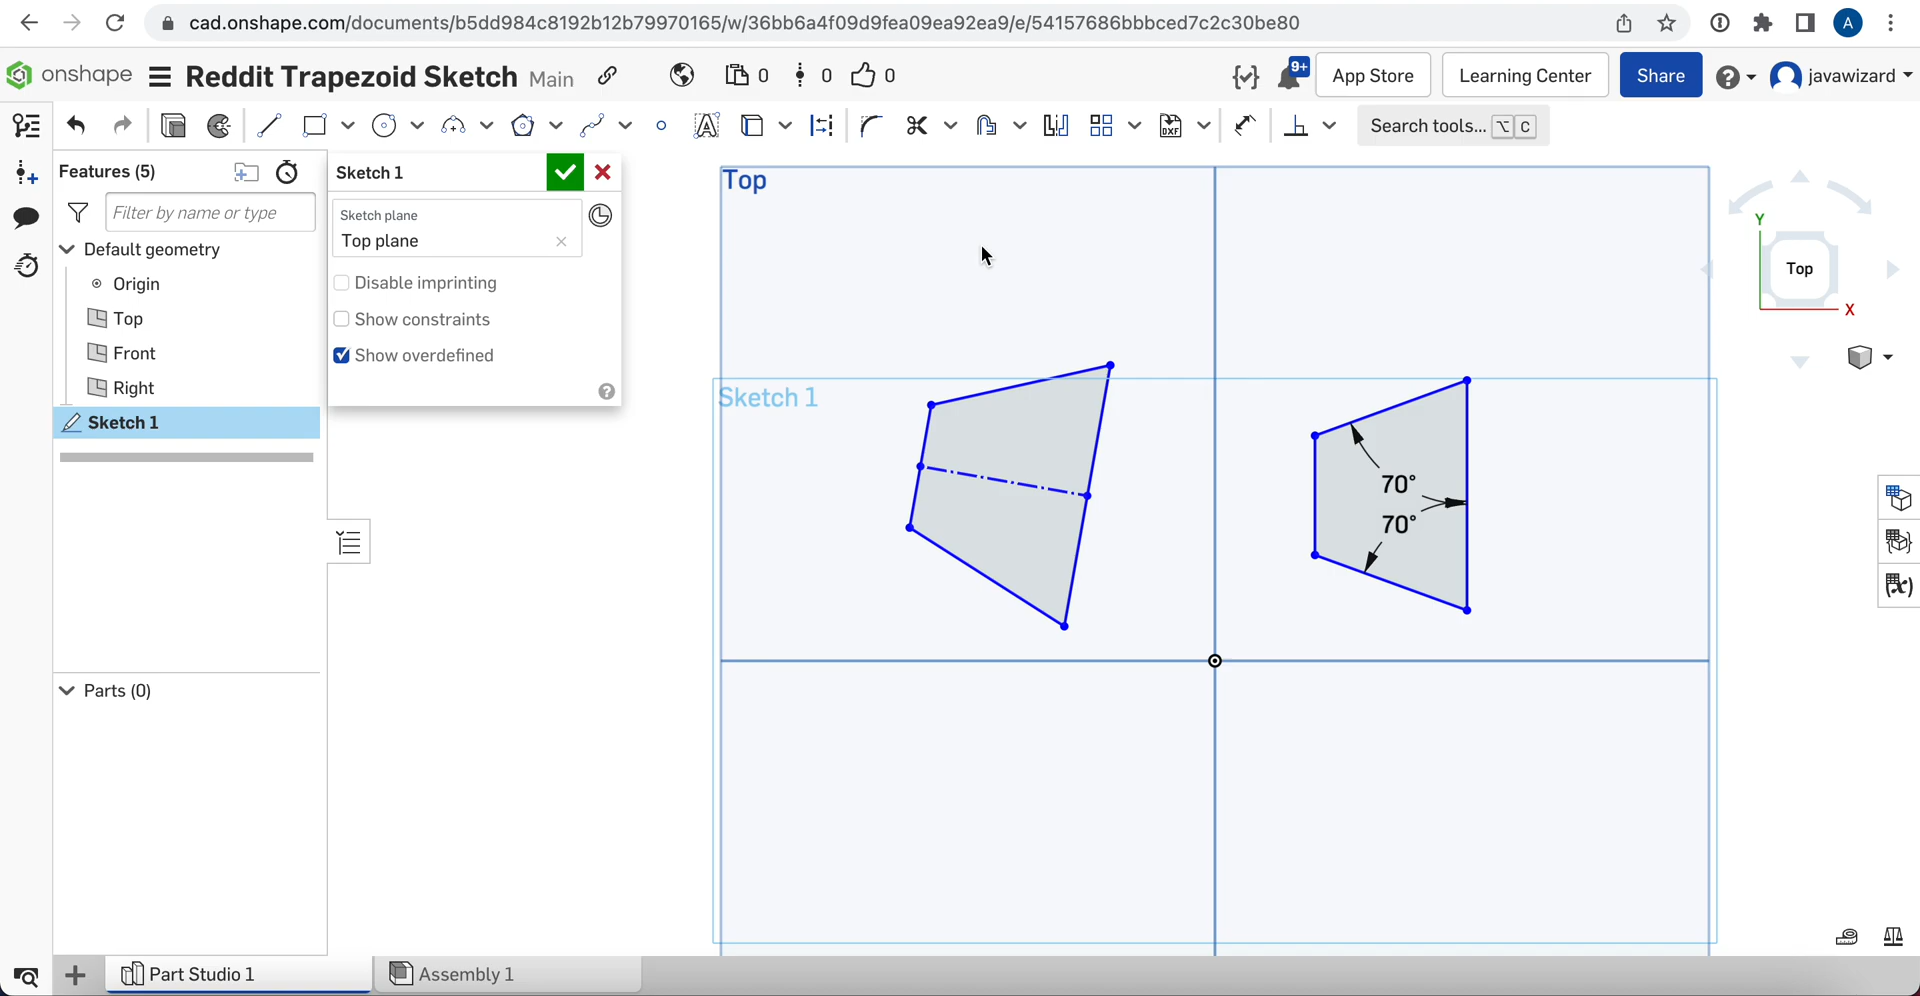 cad.onshape.com/documents/b5dd984c8192b12b79970165/w/36bb6a4f09d9fea09ea92ea9/e/54157686bbbced7c2c30be80
A
onshape Reddit Trapezoid Sketch Main 0 0 0 9+ App Store Learning Center Share ? javawizard
A DXF Search tools... ⌥ C
Features (5)
Filter by name or type
Default geometry
Origin
Top
Front
Right
Sketch 1
Parts (0)
Sketch 1
Sketch plane
Top plane
Disable imprinting
Show constraints
Show overdefined
?
Top
Sketch 1
70°
70°
Y
Top
X
(x)
Part Studio 1
Assembly 1